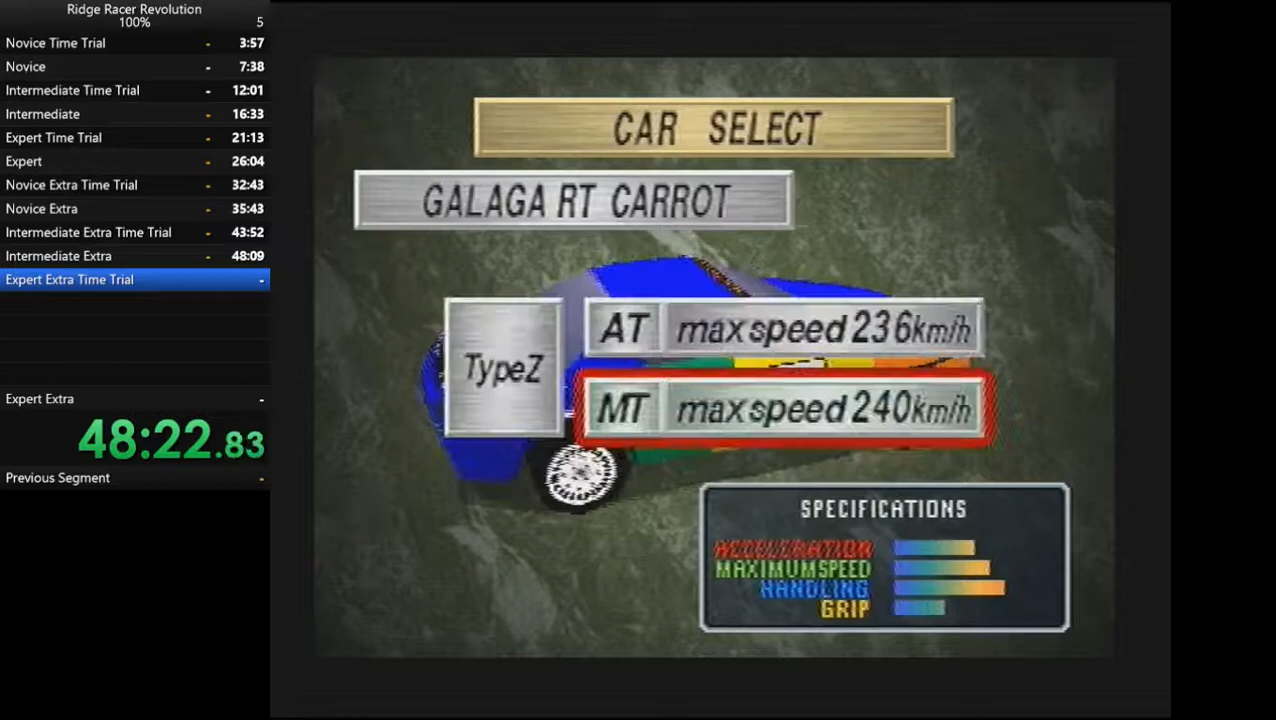 Ridge Racer Revolution
100% 5
Novice Time Trial - 3:57
Novice - 7:38
Intermediate Time Trial - 12:01
Intermediate - 16:33
Expert Time Trial - 21:13
Expert - 26:04
Novice Extra Time Trial - 32:43
Novice Extra - 35:43
Intermediate Extra Time Trial - 43:52
Intermediate Extra - 48:09
Expert Extra Time Trial -
Expert Extra -
48:22.83
Previous Segment -
CAR SELECT
GALAGA RT CARROT
TypeZ
AT max speed 236km/h
MT max speed 240km/h
SPECIFICATIONS
ACCELERATION
MAXIMUMSPEED
HANDLING
GRIP